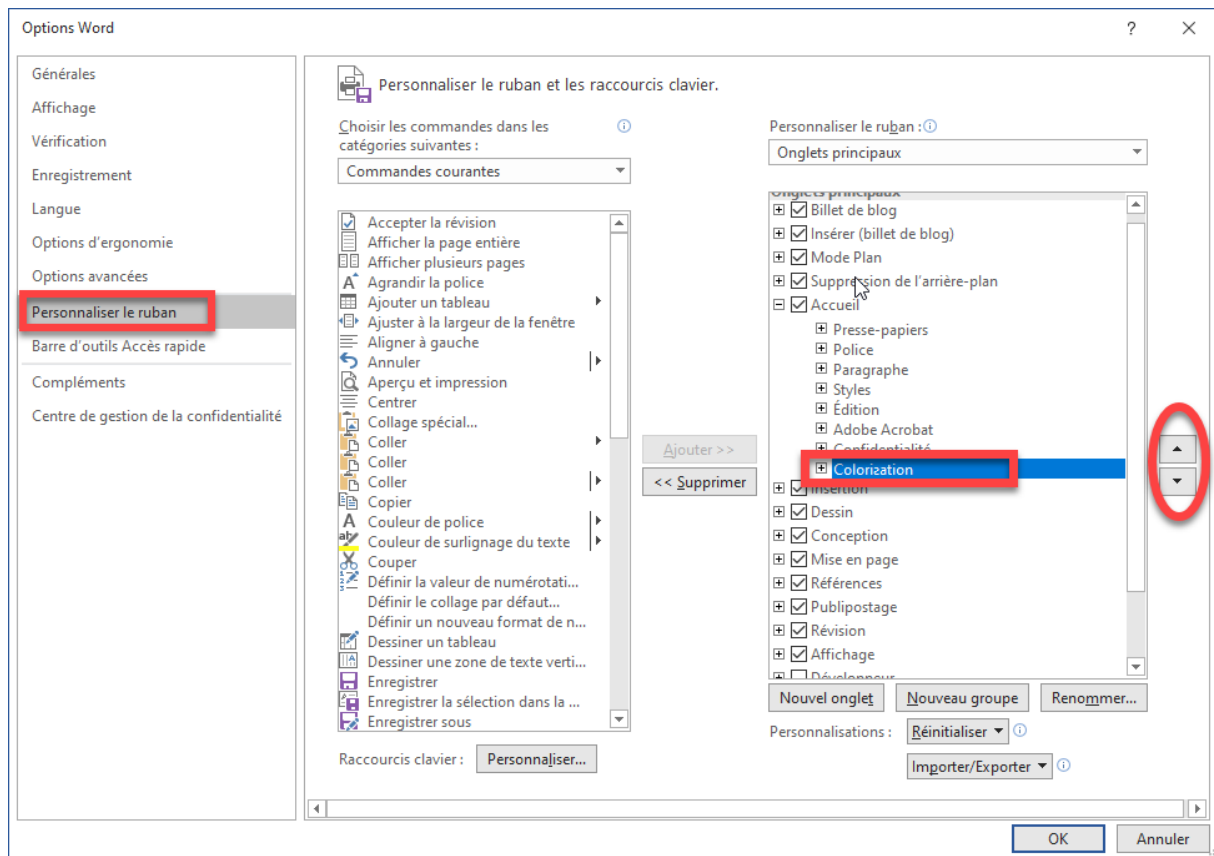 Options Word
?
Générales
Affichage
Vérification
Enregistrement
Langue
Options d'ergonomie
Options avancées
Personnaliser le ruban
Barre d'outils Accès rapide
Compléments
Centre de gestion de la confidentialité
Personnaliser le ruban et les raccourcis clavier.
Choisir les commandes dans les
catégories suivantes :
Commandes courantes
Accepter la révision
Afficher la page entière
Afficher plusieurs pages
Agrandir la police
Ajouter un tableau
Ajuster à la largeur de la fenêtre
Aligner à gauche
Annuler
Aperçu et impression
Centrer
Collage spécial...
Coller
Coller
Coller
Copier
Couleur de police
Couleur de surlignage du texte
Couper
Définir la valeur de numérotati...
Définir le collage par défaut...
Définir un nouveau format de n...
Dessiner un tableau
Dessiner une zone de texte verti...
Enregistrer
Enregistrer la sélection dans la ...
Enregistrer sous
Raccourcis clavier :
Personnaliser...
Ajouter >>
<< Supprimer
Personnaliser le ruban :
Onglets principaux
Onglets principaux
Billet de blog
Insérer (billet de blog)
Mode Plan
Suppression de l'arrière-plan
Accueil
Presse-papiers
Police
Paragraphe
Styles
Édition
Adobe Acrobat
Confidentialité
Colorization
Insertion
Dessin
Conception
Mise en page
Références
Publipostage
Révision
Affichage
Développeur
Nouvel onglet
Nouveau groupe
Renommer...
Personnalisations :
Réinitialiser
Importer/Exporter
OK
Annuler